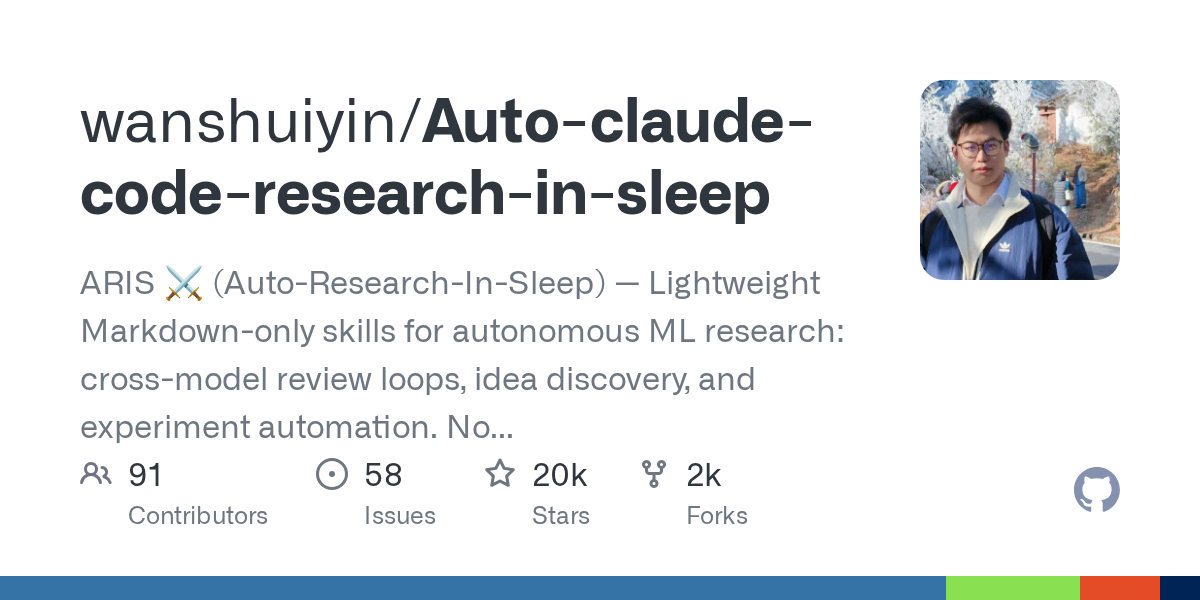 wanshuiyin/Auto-claude-
code-research-in-sleep
ARIS ⚔️ (Auto-Research-In-Sleep) — Lightweight
Markdown-only skills for autonomous ML research:
cross-model review loops, idea discovery, and
experiment automation. No...
91 58 20k 2k
Contributors Issues Stars Forks